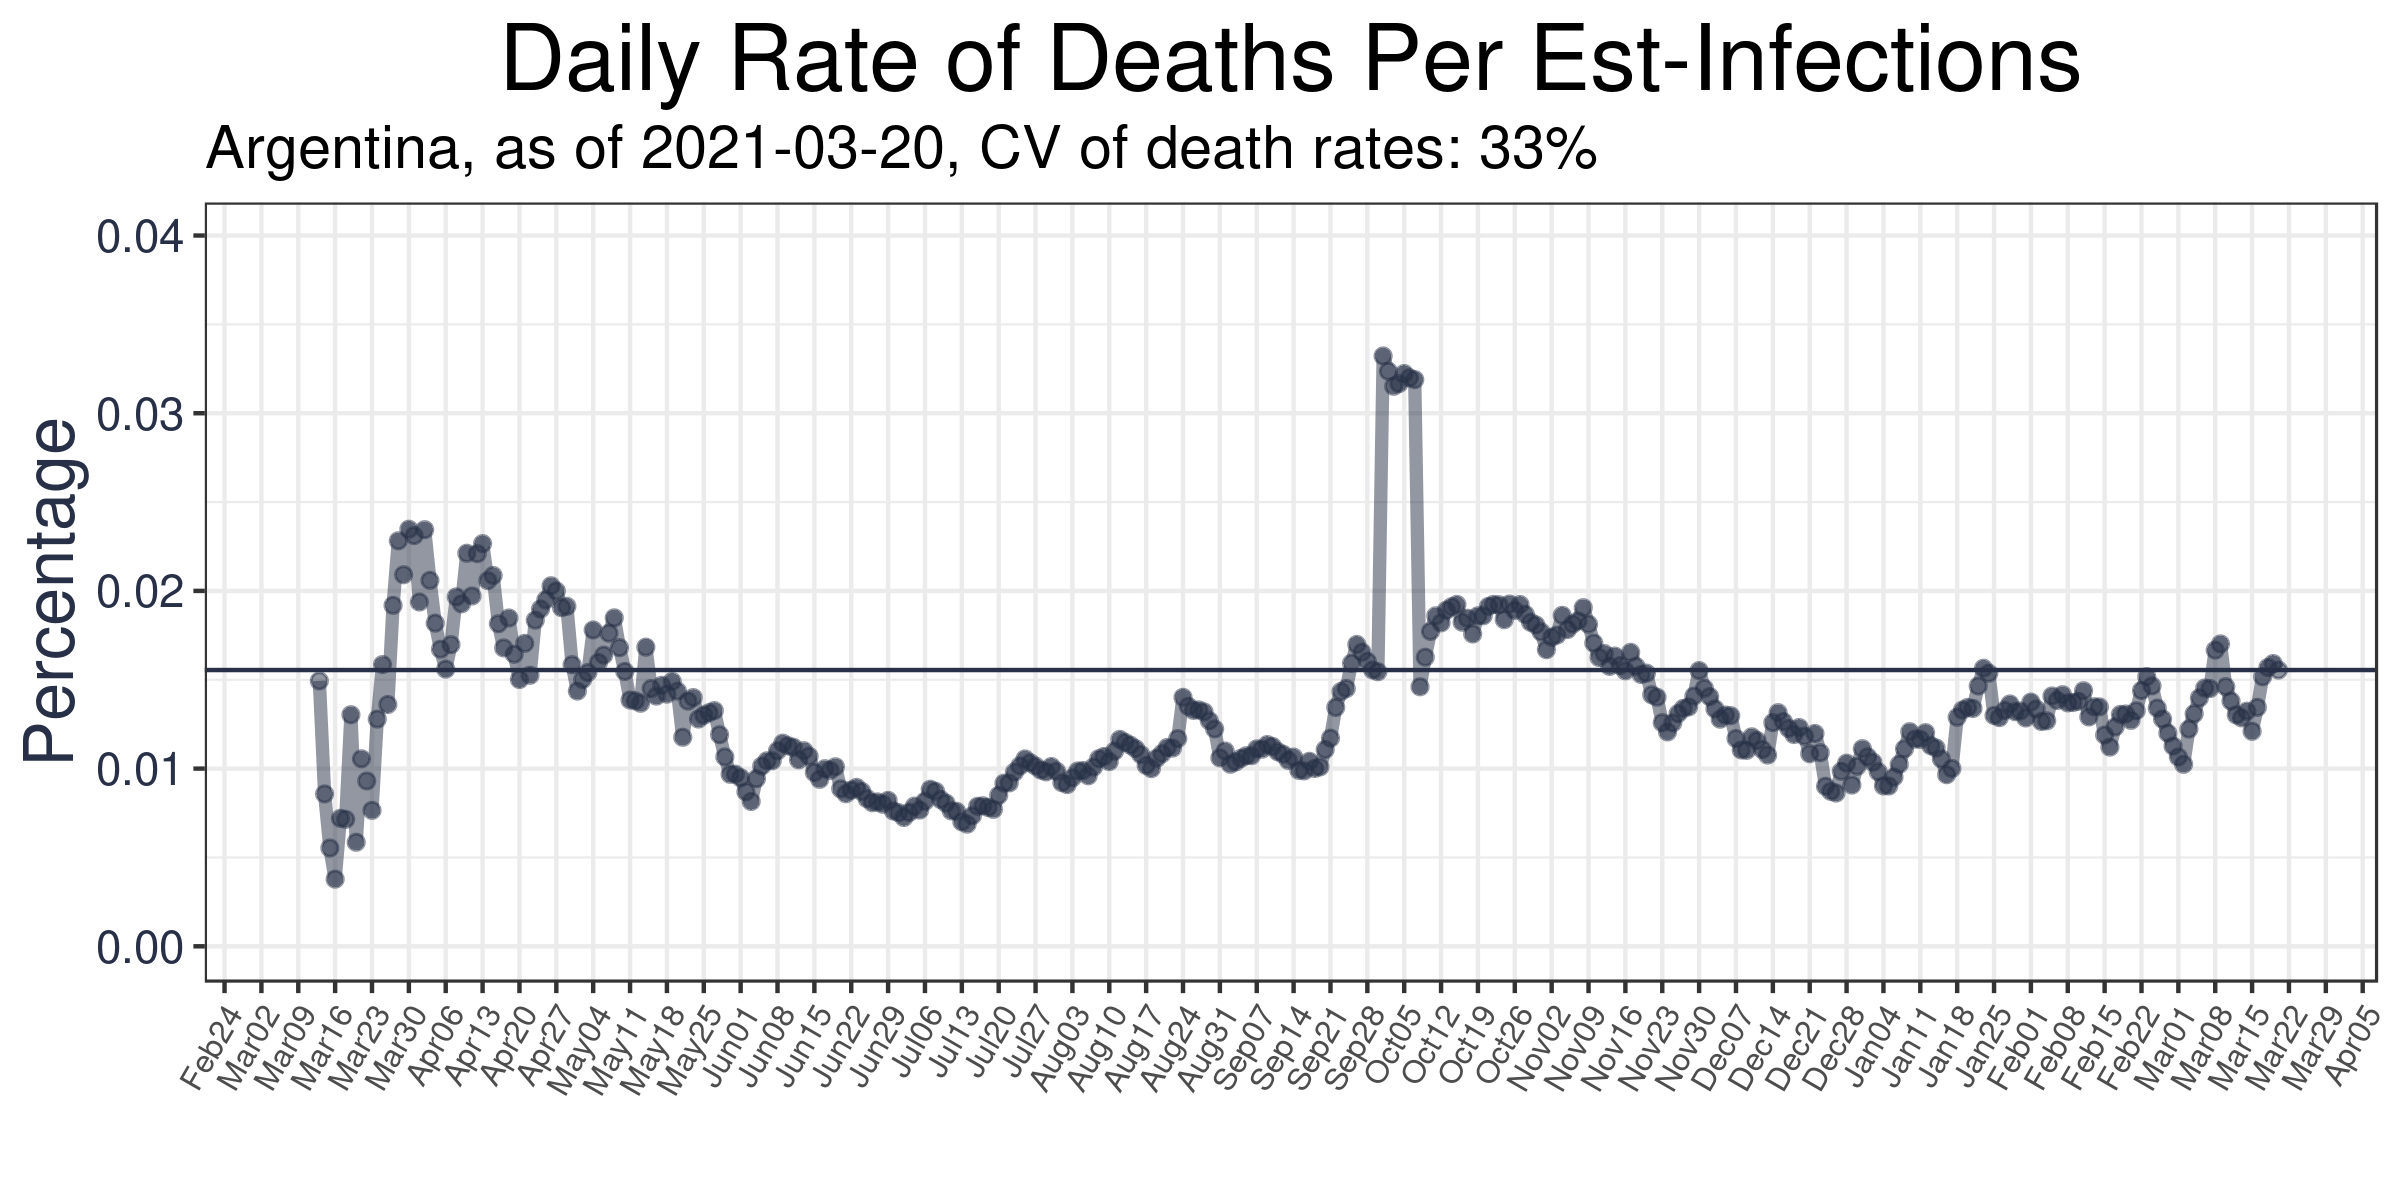 Daily Rate of Deaths Per Est-Infections
Argentina, as of 2021-03-20, CV of death rates: 33%
Percentage
0.04
0.03
0.02
0.01
0.00
Feb24
Mar02
Mar09
Mar16
Mar23
Mar30
Apr06
Apr13
Apr20
Apr27
May04
May11
May18
May25
Jun01
Jun08
Jun15
Jun22
Jun29
Jul06
Jul13
Jul20
Jul27
Aug03
Aug10
Aug17
Aug24
Aug31
Sep07
Sep14
Sep21
Sep28
Oct05
Oct12
Oct19
Oct26
Nov02
Nov09
Nov16
Nov23
Nov30
Dec07
Dec14
Dec21
Dec28
Jan04
Jan11
Jan18
Jan25
Feb01
Feb08
Feb15
Feb22
Mar01
Mar08
Mar15
Mar22
Mar29
Apr05